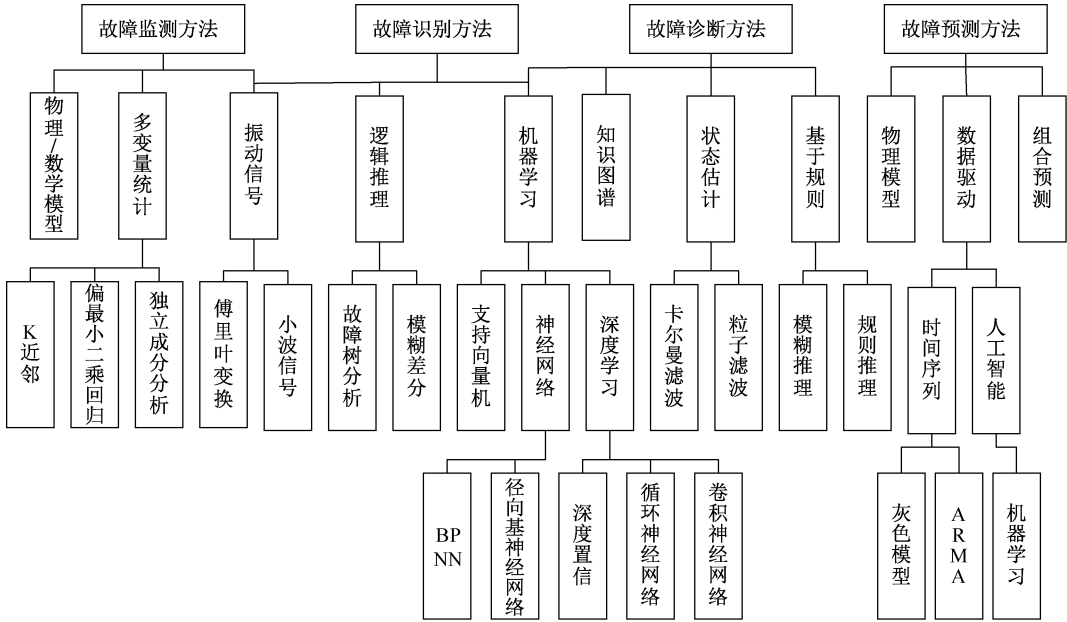 故障监测方法
故障识别方法
故障诊断方法
故障预测方法
物理/数学模型
多变量统计
振动信号
逻辑推理
机器学习
知识图谱
状态估计
基于规则
物理模型
数据驱动
组合预测
K近邻
偏最小二乘回归
独立成分分析
傅里叶变换
小波信号
故障树分析
模糊差分
支持向量机
神经网络
深度学习
卡尔曼滤波
粒子滤波
模糊推理
规则推理
时间序列
人工智能
BP
NN
径向基神经网络
深度置信
循环神经网络
卷积神经网络
灰色模型
ARMA
机器学习